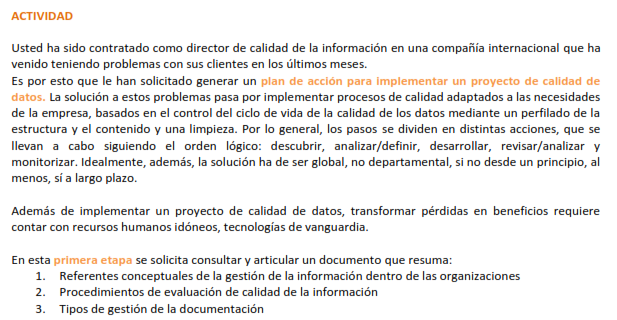 ACTIVIDAD
Usted ha sido contratado como director de calidad de la información en una compañía internacional que ha
venido teniendo problemas con sus clientes en los últimos meses.
Es por esto que le han solicitado generar un plan de acción para implementar un proyecto de calidad de
datos. La solución a estos problemas pasa por implementar procesos de calidad adaptados a las necesidades
de la empresa, basados en el control del ciclo de vida de la calidad de los datos mediante un perfilado de la
estructura y el contenido y una limpieza. Por lo general, los pasos se dividen en distintas acciones, que se
llevan a cabo siguiendo el orden lógico: descubrir, analizar/definir, desarrollar, revisar/analizar y
monitorizar. Idealmente, además, la solución ha de ser global, no departamental, si no desde un principio, al
menos, sí a largo plazo.
Además de implementar un proyecto de calidad de datos, transformar pérdidas en beneficios requiere
contar con recursos humanos idóneos, tecnologías de vanguardia.
En esta primera etapa se solicita consultar y articular un documento que resuma:
1. Referentes conceptuales de la gestión de la información dentro de las organizaciones
2. Procedimientos de evaluación de calidad de la información
3. Tipos de gestión de la documentación